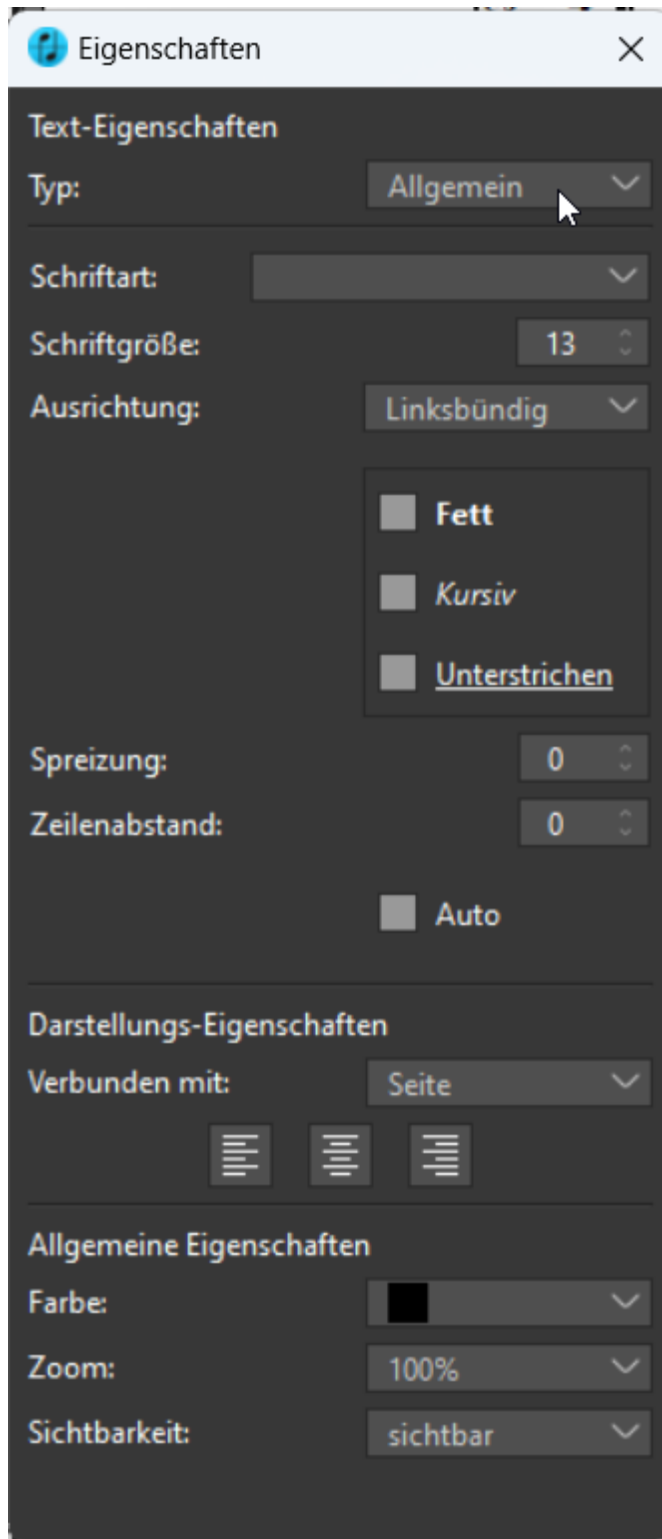 Eigenschaften
Text-Eigenschaften
Typ: Allgemein
Schriftart:
Schriftgröße: 13
Ausrichtung: Linksbündig
Fett
Kursiv
Unterstrichen
Spreizung: 0
Zeilenabstand: 0
Auto
Darstellungs-Eigenschaften
Verbunden mit: Seite
Allgemeine Eigenschaften
Farbe:
Zoom: 100%
Sichtbarkeit: sichtbar